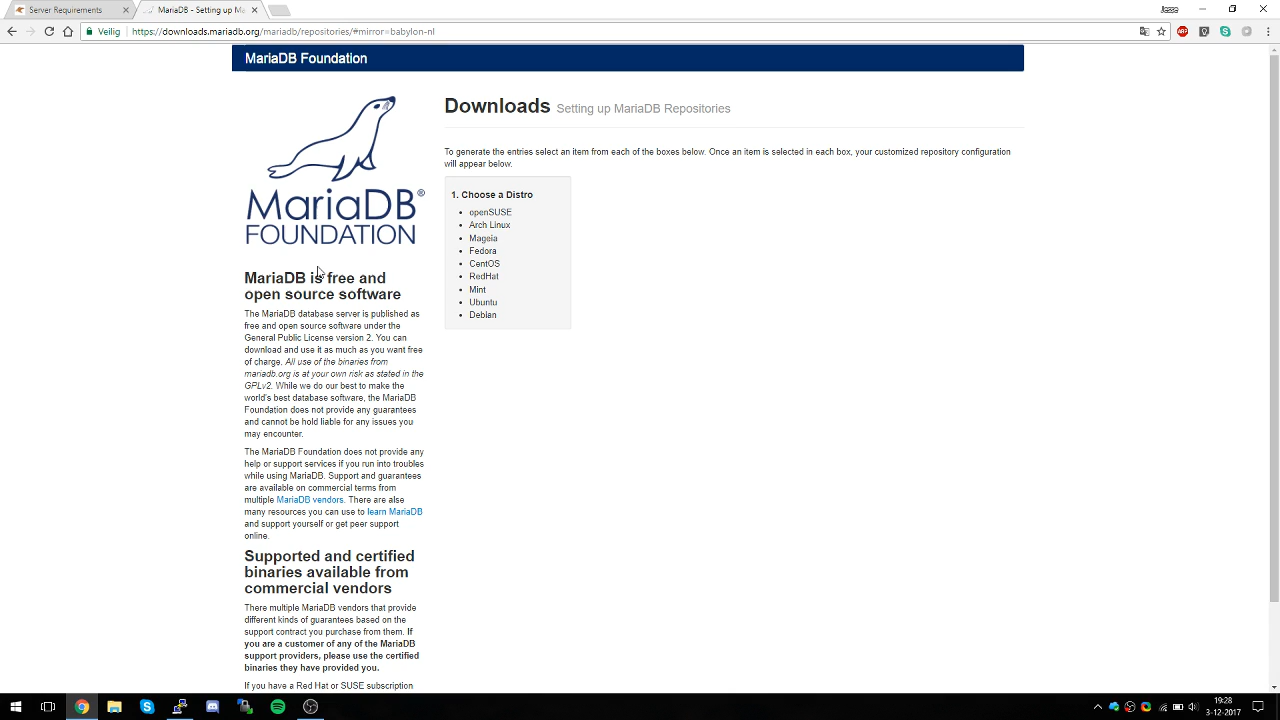 Server Requirements
MariaDB - Setting up Ma
Jesse
Veilig
https://downloads.mariadb.org/mariadb/repositories/#mirror=babylon-nl
MariaDB Foundation
MariaDB®
FOUNDATION
MariaDB is free and
open source software
The MariaDB database server is published as
free and open source software under the
General Public License version 2. You can
download and use it as much as you want free
of charge. All use of the binaries from
mariadb.org is at your own risk as stated in the
GPLv2. While we do our best to make the
world's best database software, the MariaDB
Foundation does not provide any guarantees
and cannot be hold liable for any issues you
may encounter.
The MariaDB Foundation does not provide any
help or support services if you run into troubles
while using MariaDB. Support and guarantees
are available on commercial terms from
multiple MariaDB vendors. There are also
many resources you can use to learn MariaDB
and support yourself or get peer support
online.
Supported and certified
binaries available from
commercial vendors
There multiple MariaDB vendors that provide
different kinds of guarantees based on the
support contract you purchase from them. If
you are a customer of any of the MariaDB
support providers, please use the certified
binaries they have provided you.
If you have a Red Hat or SUSE subscription
Downloads Setting up MariaDB Repositories
To generate the entries select an item from each of the boxes below. Once an item is selected in each box, your customized repository configuration
will appear below.
1. Choose a Distro
openSUSE
Arch Linux
Mageia
Fedora
CentOS
RedHat
Mint
Ubuntu
Debian
19:28
3-12-2017